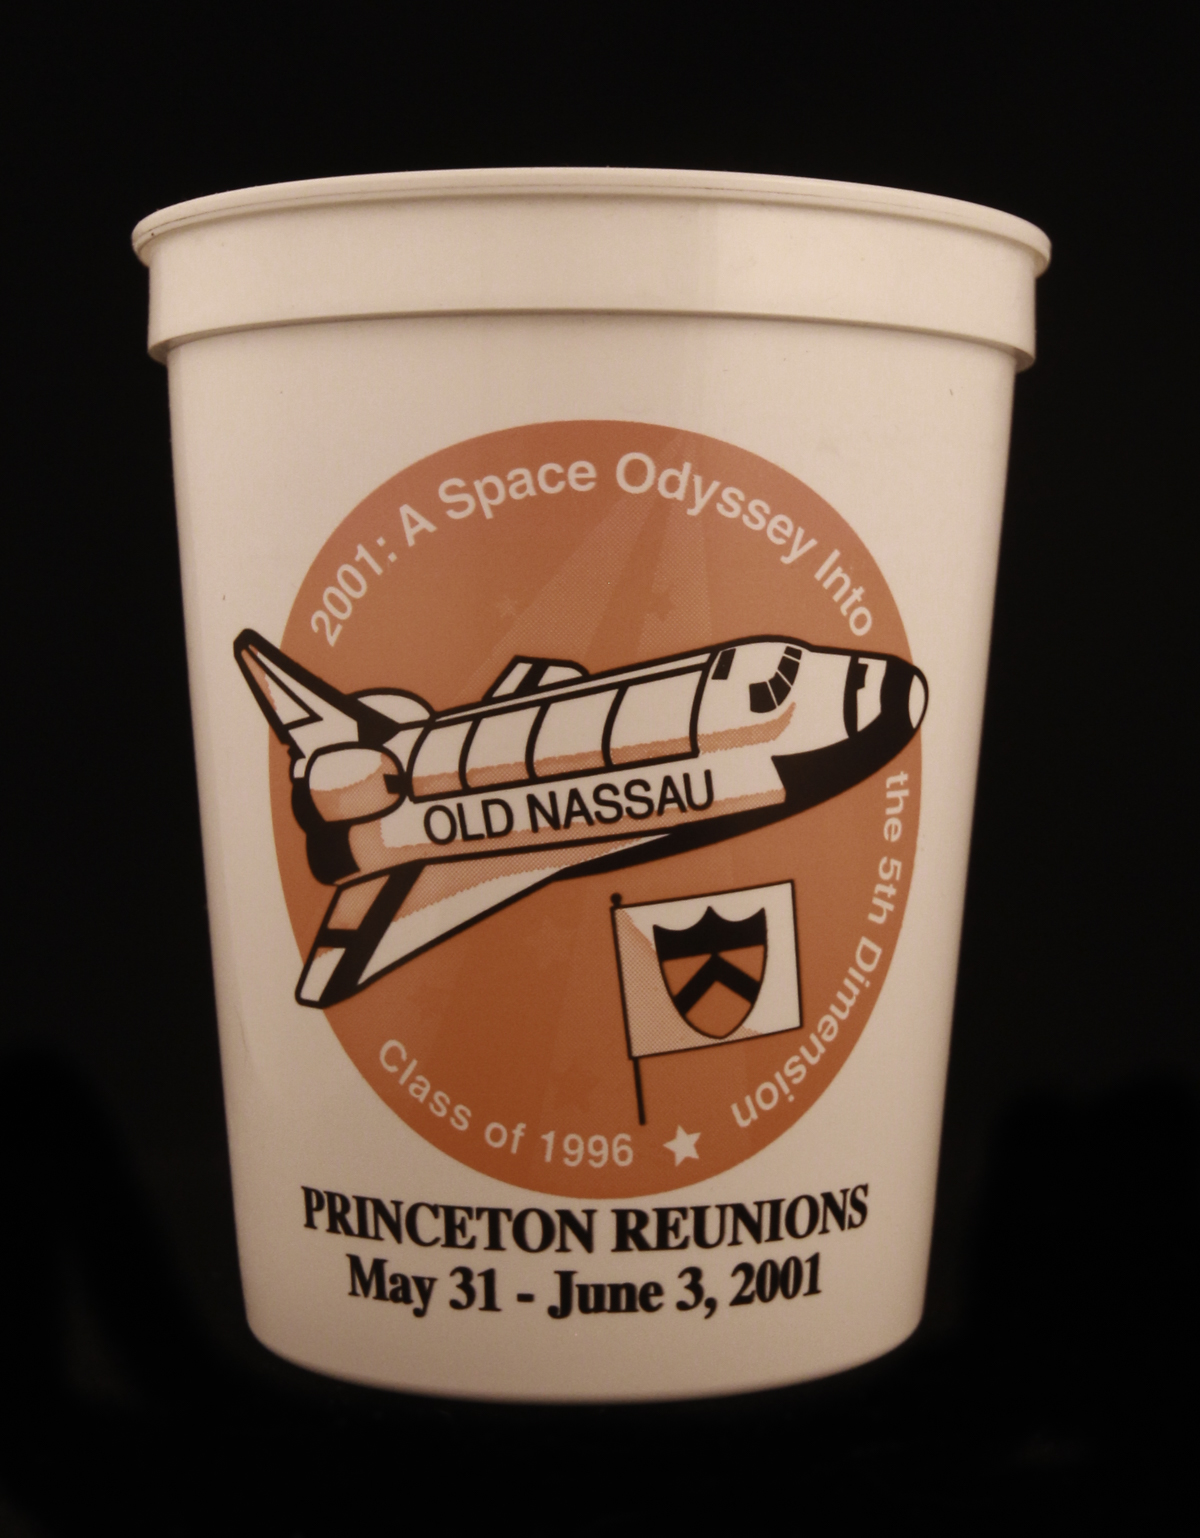 2001: A Space Odyssey Into
the 5th Dimension
OLD NASSAU
Class of 1996
PRINCETON REUNIONS
May 31 - June 3, 2001